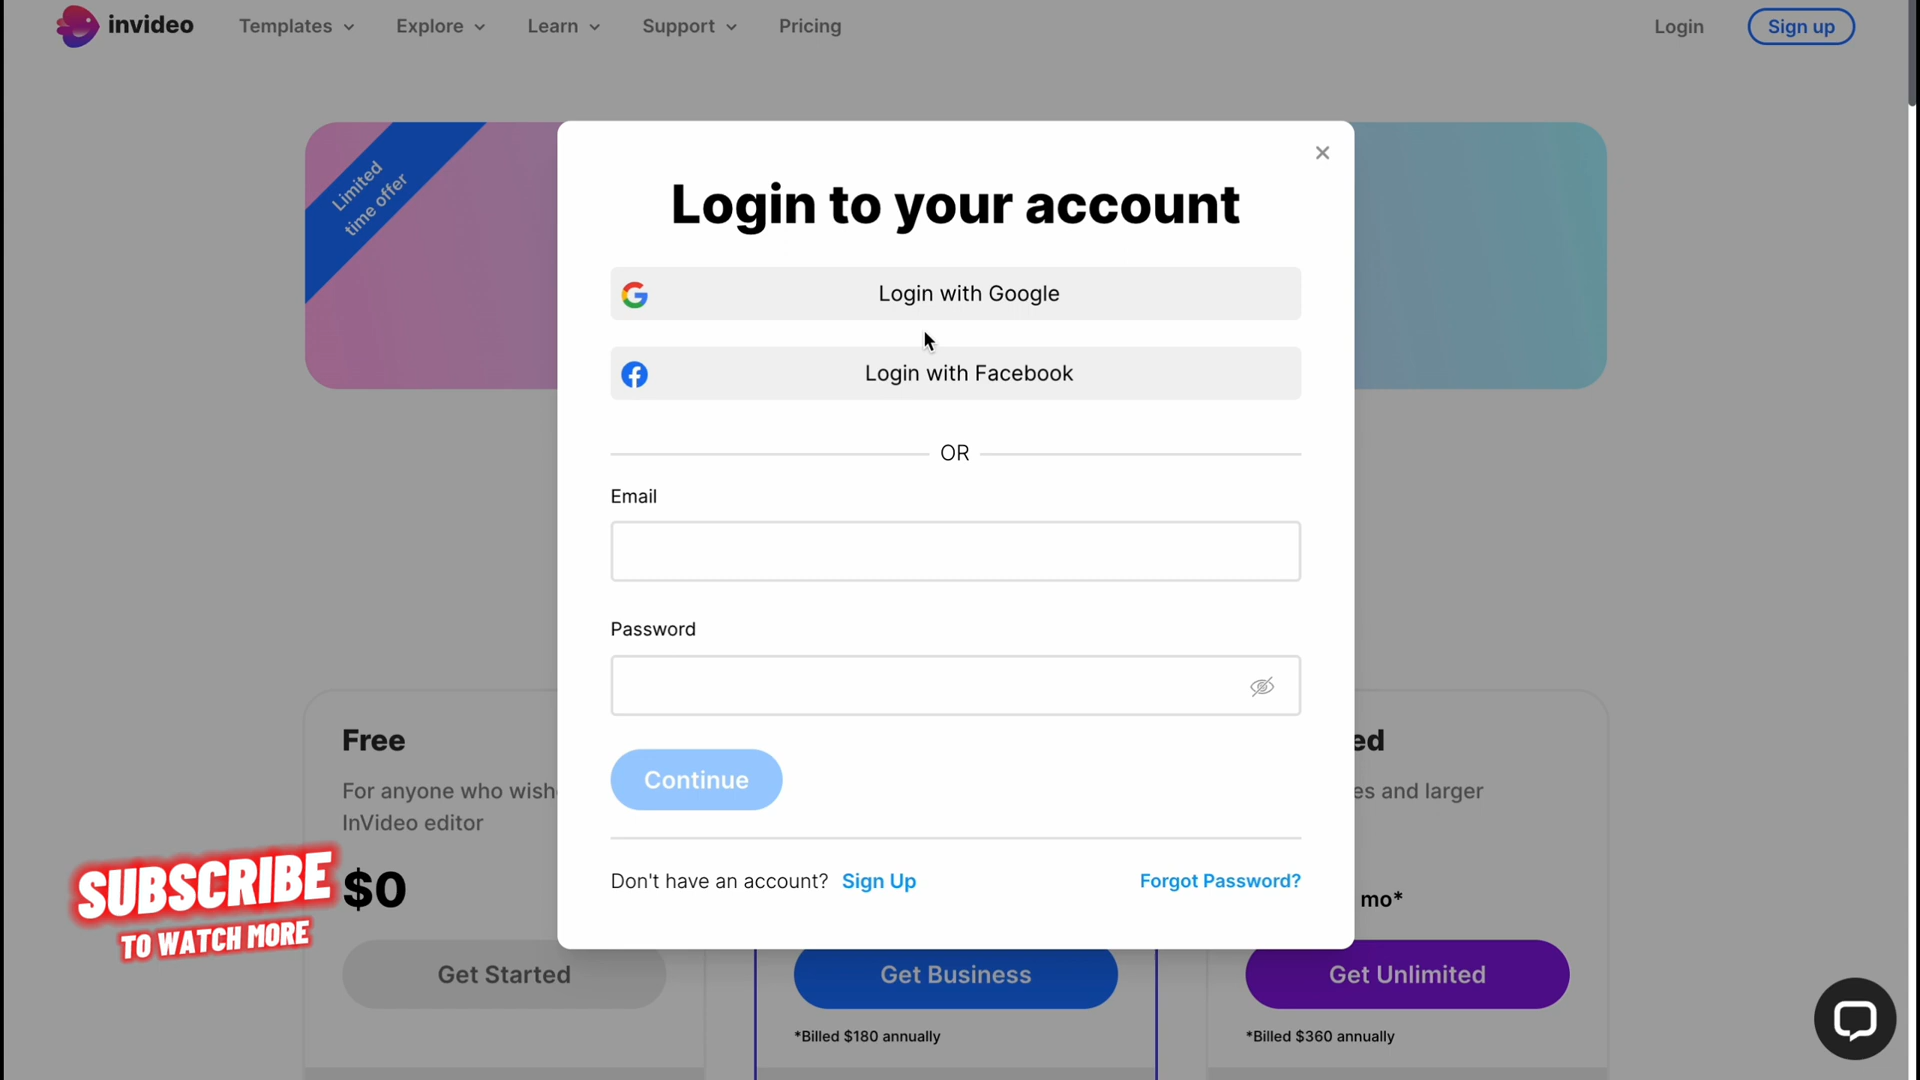 invideo
Templates
Explore
Learn
Support
Pricing
Login
Sign up
Limited
time offer
Login to your account
Login with Google
Login with Facebook
OR
Email
Password
Continue
Don't have an account? Sign Up
Forgot Password?
Free
For anyone who wish
InVideo editor
$0
Get Started
Get Business
*Billed $180 annually
ed
es and larger
mo*
Get Unlimited
*Billed $360 annually
SUBSCRIBE
TO WATCH MORE